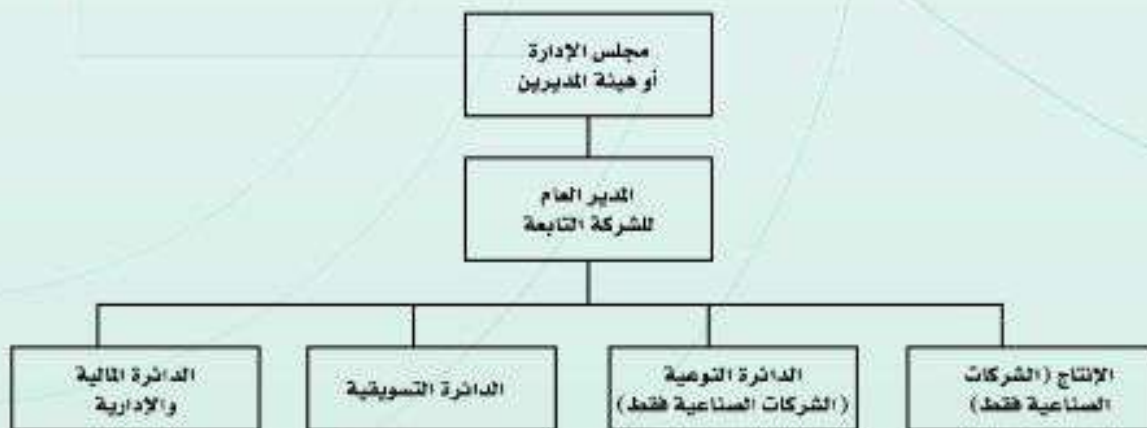 مجلس الإدارة
أو هيئة المديرين
المدير العام
للشركة التابعة
الإنتاج (الشركات
الصناعية فقط)
الدائرة النوعية
(الشركات الصناعية فقط)
الدائرة التسويقية
الدائرة المالية
والإدارية